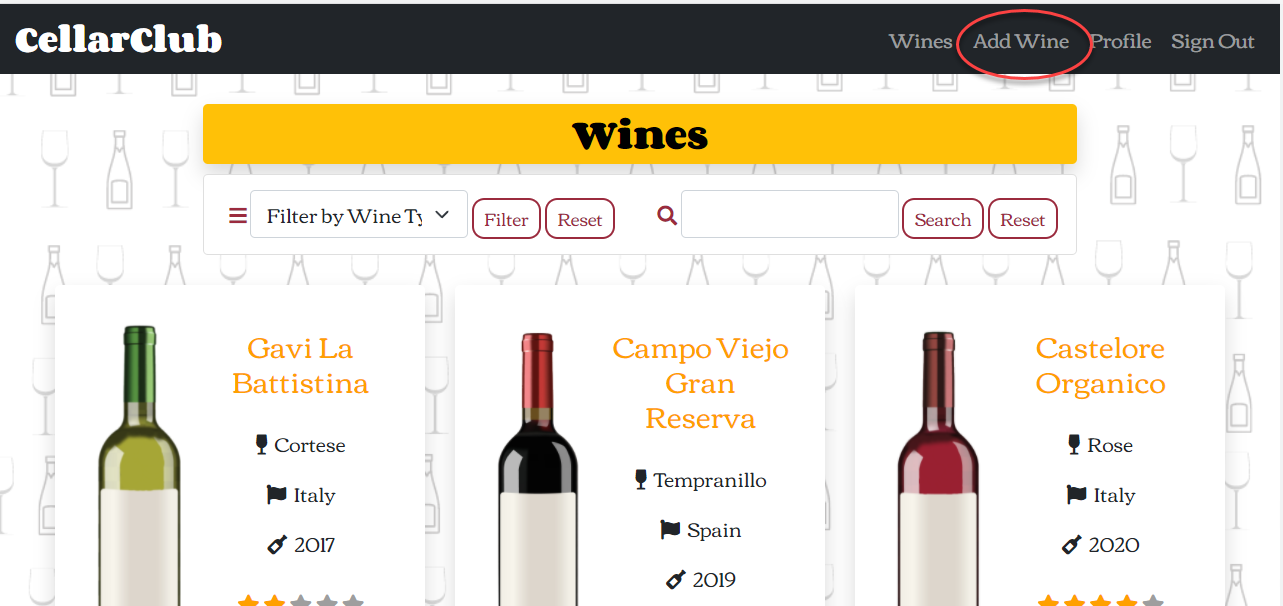 CellarClub
Wines Add Wine Profile Sign Out
Wines
Filter by Wine Ty Filter Reset Search Reset
Gavi La
Battistina
Cortese
Italy
2017
Campo Viejo
Gran
Reserva
Tempranillo
Spain
2019
Castelore
Organico
Rose
Italy
2020